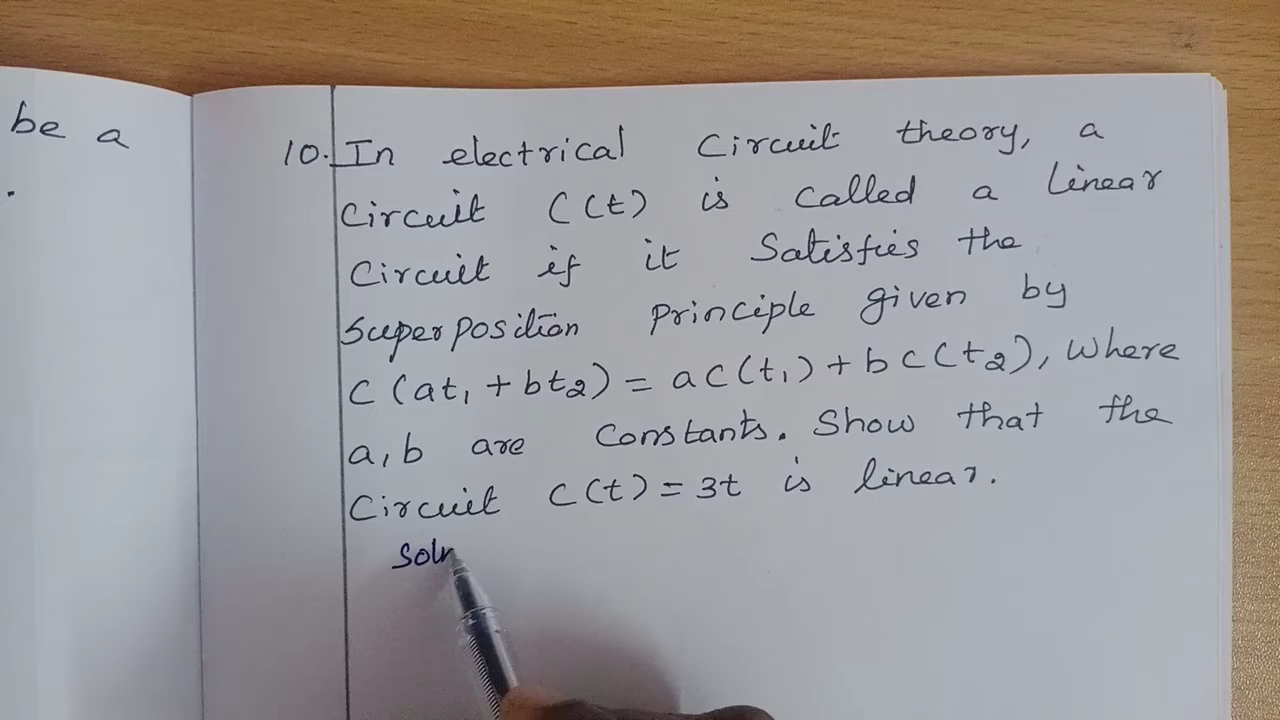 be a
.
10. In electrical Circuit theory, a
Circuit C(t) is called a linear
Circuit if it Satisfies the
Superposition Principle given by
C(at₁ + bt₂) = aC(t₁) + bC(t₂), Where
a, b are Constants. Show that the
Circuit C(t) = 3t is linear.
Soln